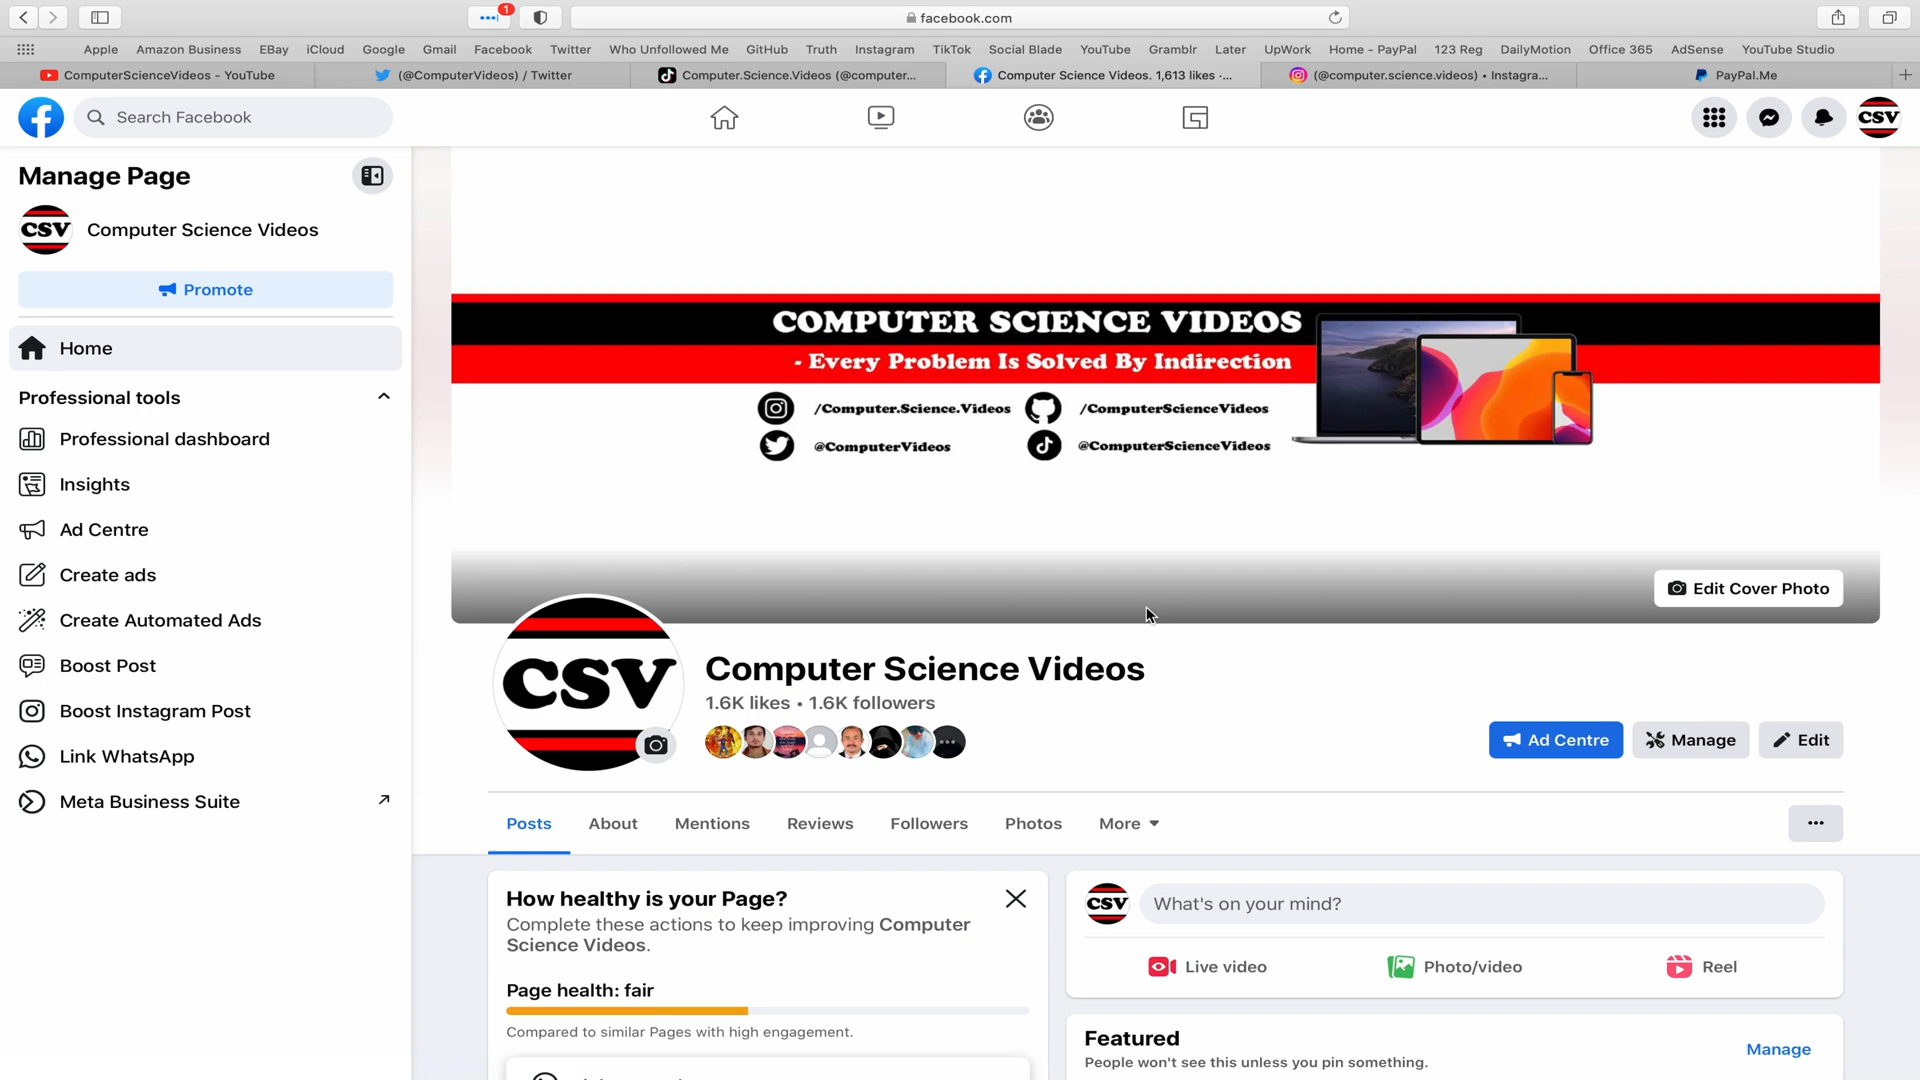 1
facebook.com
Apple Amazon Business EBay iCloud Google Gmail Facebook Twitter Who Unfollowed Me GitHub Truth Instagram TikTok Social Blade YouTube Gramblr Later UpWork Home - PayPal 123 Reg DailyMotion Office 365 AdSense YouTube Studio
ComputerScienceVideos - YouTube
(@ComputerVideos) / Twitter
Computer.Science.Videos (@computer...
Computer Science Videos. 1,613 likes ·...
(@computer.science.videos) • Instagra...
PayPal.Me
Search Facebook
CSV
Manage Page
CSV
Computer Science Videos
Promote
Home
Professional tools
Professional dashboard
Insights
Ad Centre
Create ads
Create Automated Ads
Boost Post
Boost Instagram Post
Link WhatsApp
Meta Business Suite
COMPUTER SCIENCE VIDEOS
- Every Problem Is Solved By Indirection
/Computer.Science.Videos
/ComputerScienceVideos
@ComputerVideos
@ComputerScienceVideos
Edit Cover Photo
CSV
Computer Science Videos
1.6K likes • 1.6K followers
Ad Centre
Manage
Edit
Posts
About
Mentions
Reviews
Followers
Photos
More
How healthy is your Page?
Complete these actions to keep improving Computer
Science Videos.
Page health: fair
Compared to similar Pages with high engagement.
CSV
What's on your mind?
Live video
Photo/video
Reel
Featured
People won't see this unless you pin something.
Manage